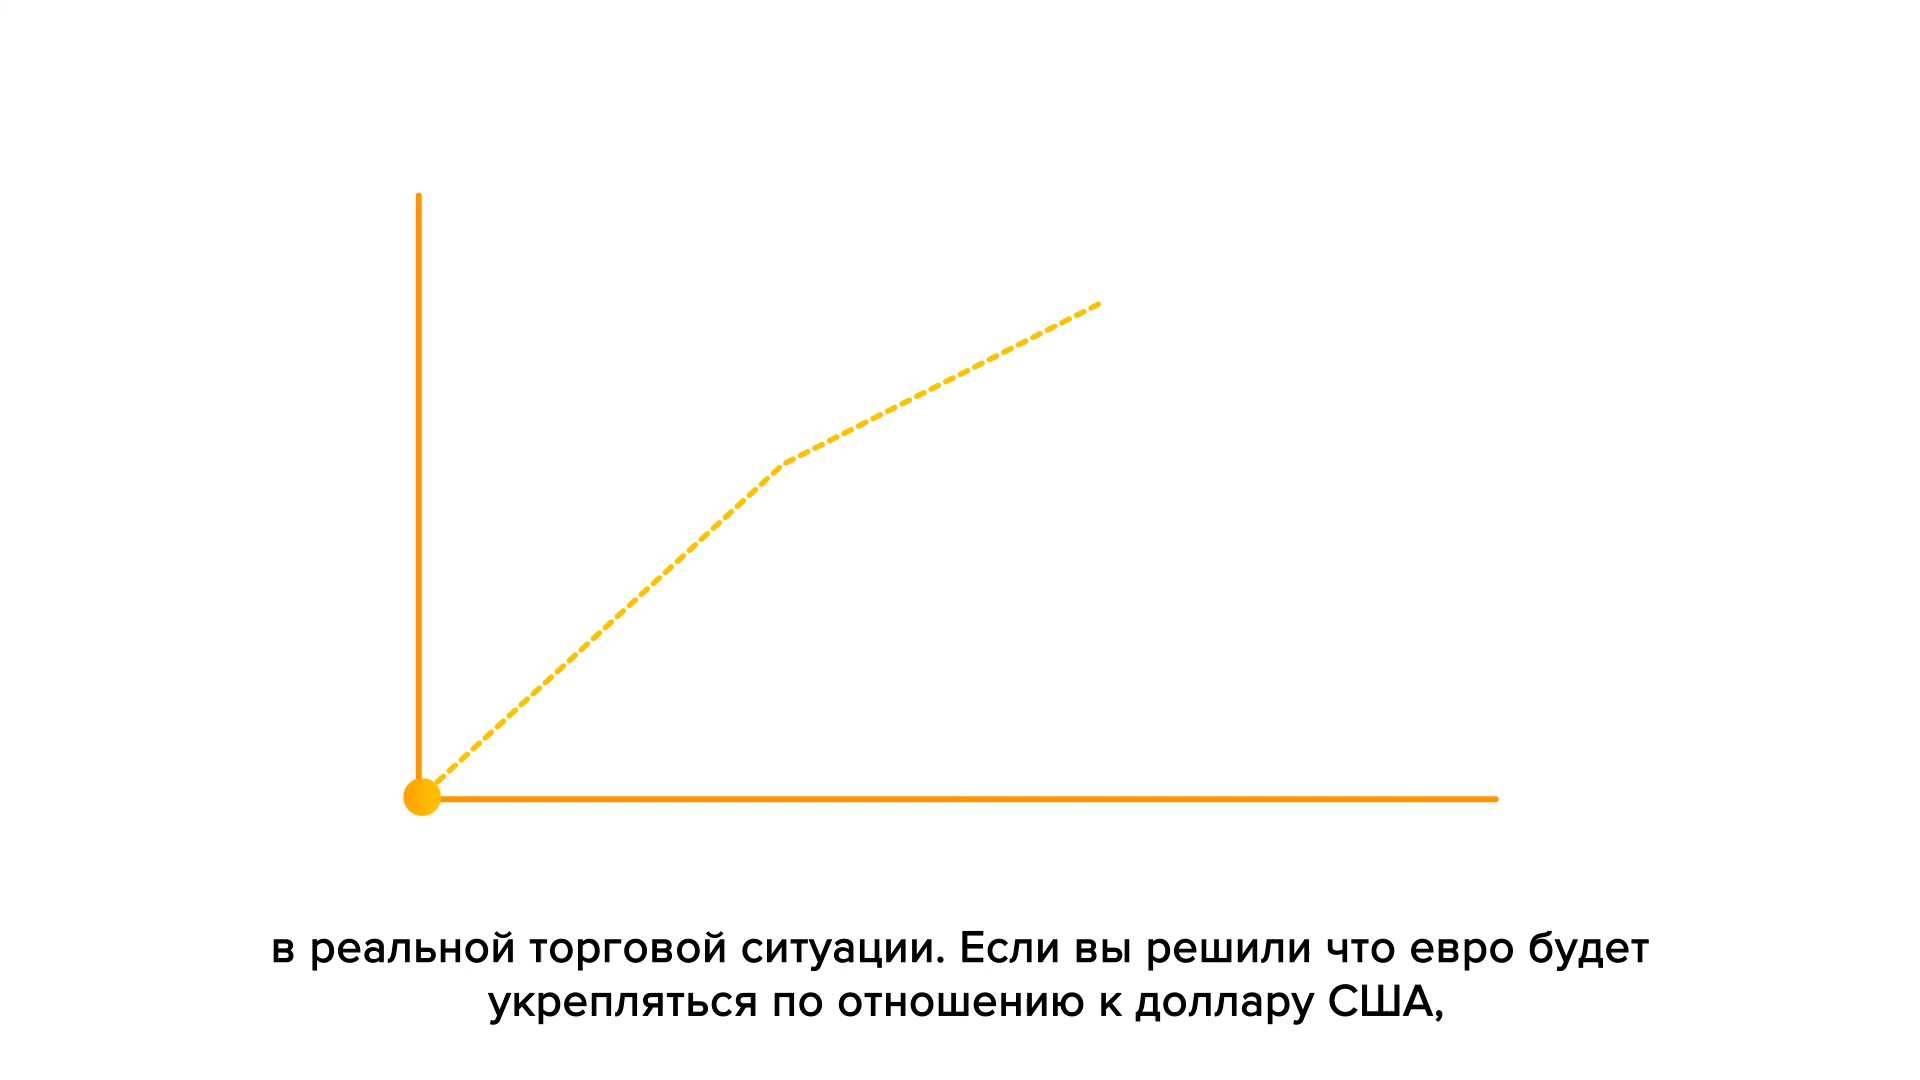 в реальной торговой ситуации. Если вы решили что евро будет
укрепляться по отношению к доллару США,